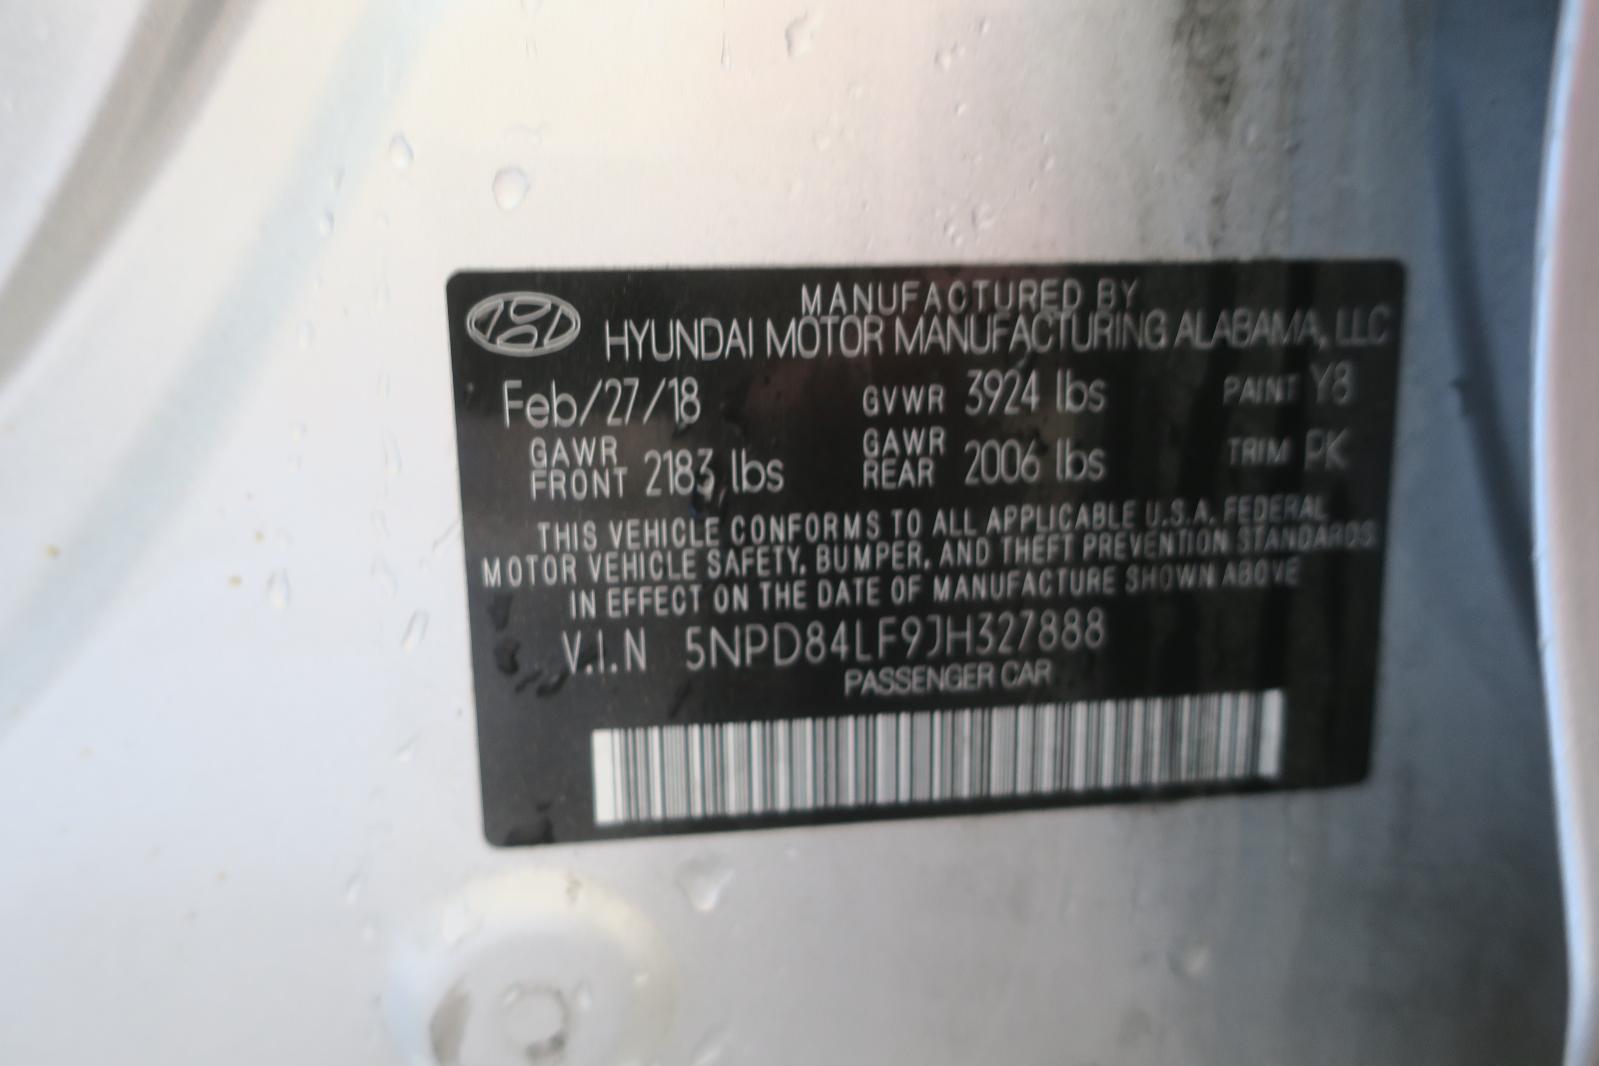 MANUFACTURED BY
HYUNDAI MOTOR MANUFACTURING ALABAMA, LLC
Feb/27/18 GVWR 3924 lbs PAINT Y8
GAWR FRONT 2183 lbs GAWR REAR 2006 lbs TRIM PK
THIS VEHICLE CONFORMS TO ALL APPLICABLE U.S.A. FEDERAL
MOTOR VEHICLE SAFETY, BUMPER, AND THEFT PREVENTION STANDARDS
IN EFFECT ON THE DATE OF MANUFACTURE SHOWN ABOVE
V.I.N 5NPD84LF9JH327888
PASSENGER CAR